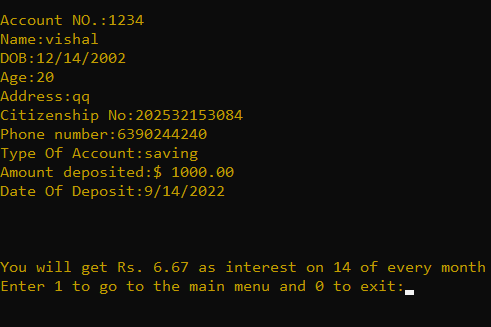 Account NO.:1234
Name:vishal
DOB:12/14/2002
Age:20
Address:qq
Citizenship No:202532153084
Phone number:6390244240
Type Of Account:saving
Amount deposited:$ 1000.00
Date Of Deposit:9/14/2022
You will get Rs. 6.67 as interest on 14 of every month
Enter 1 to go to the main menu and 0 to exit: